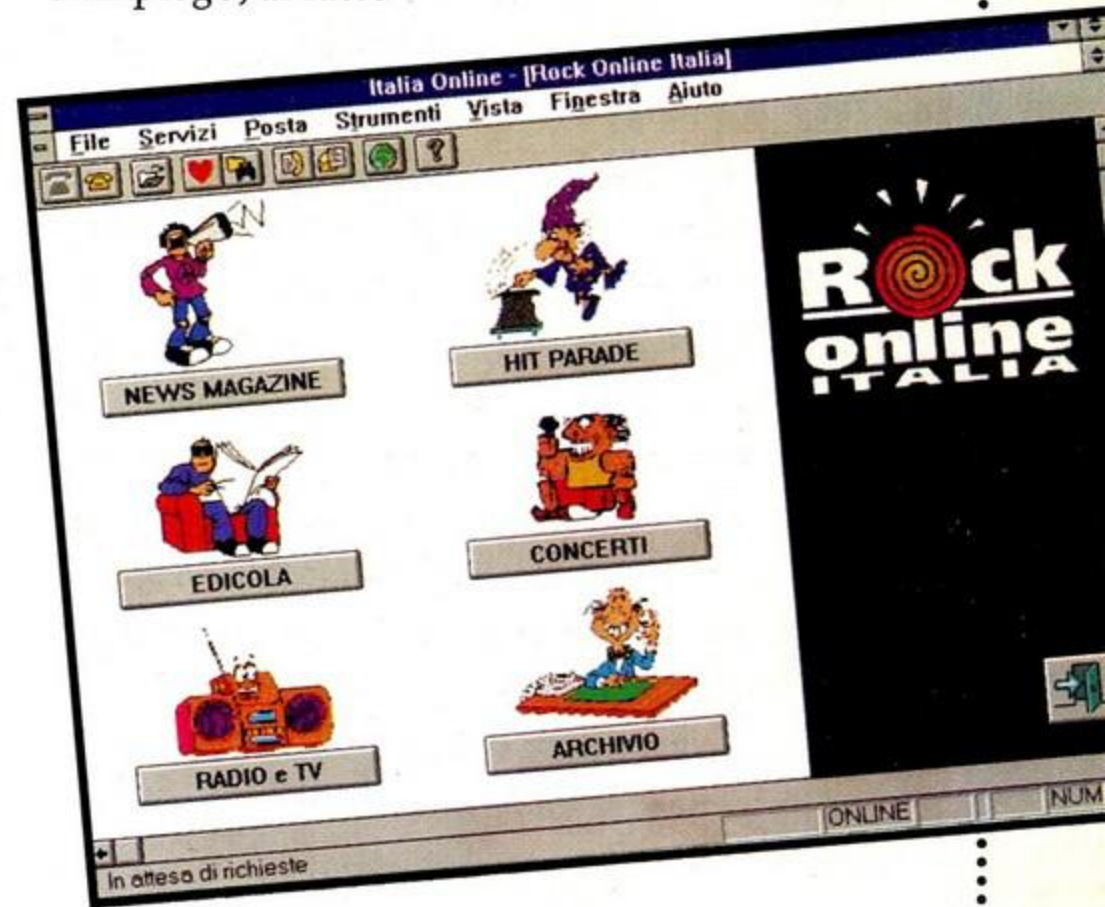 Italia Online - [Rock Online Italia]
File Servizi Posta Strumenti Vista Finestra Aiuto
NEWS MAGAZINE
HIT PARADE
EDICOLA
CONCERTI
RADIO e TV
ARCHIVIO
Rock
online
ITALIA
ONLINE NUM
In attesa di richieste